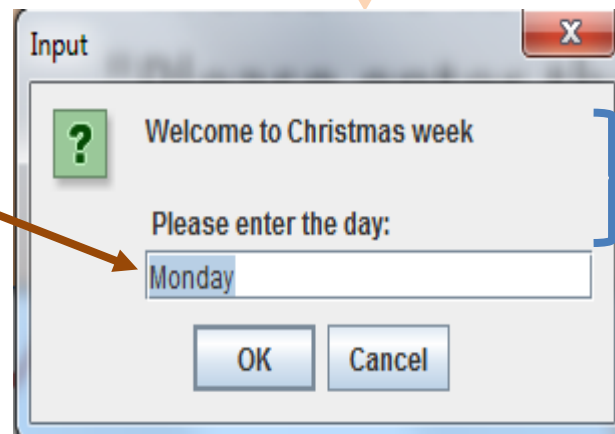 Input
X
?
Welcome to Christmas week
Please enter the day:
Monday
OK Cancel